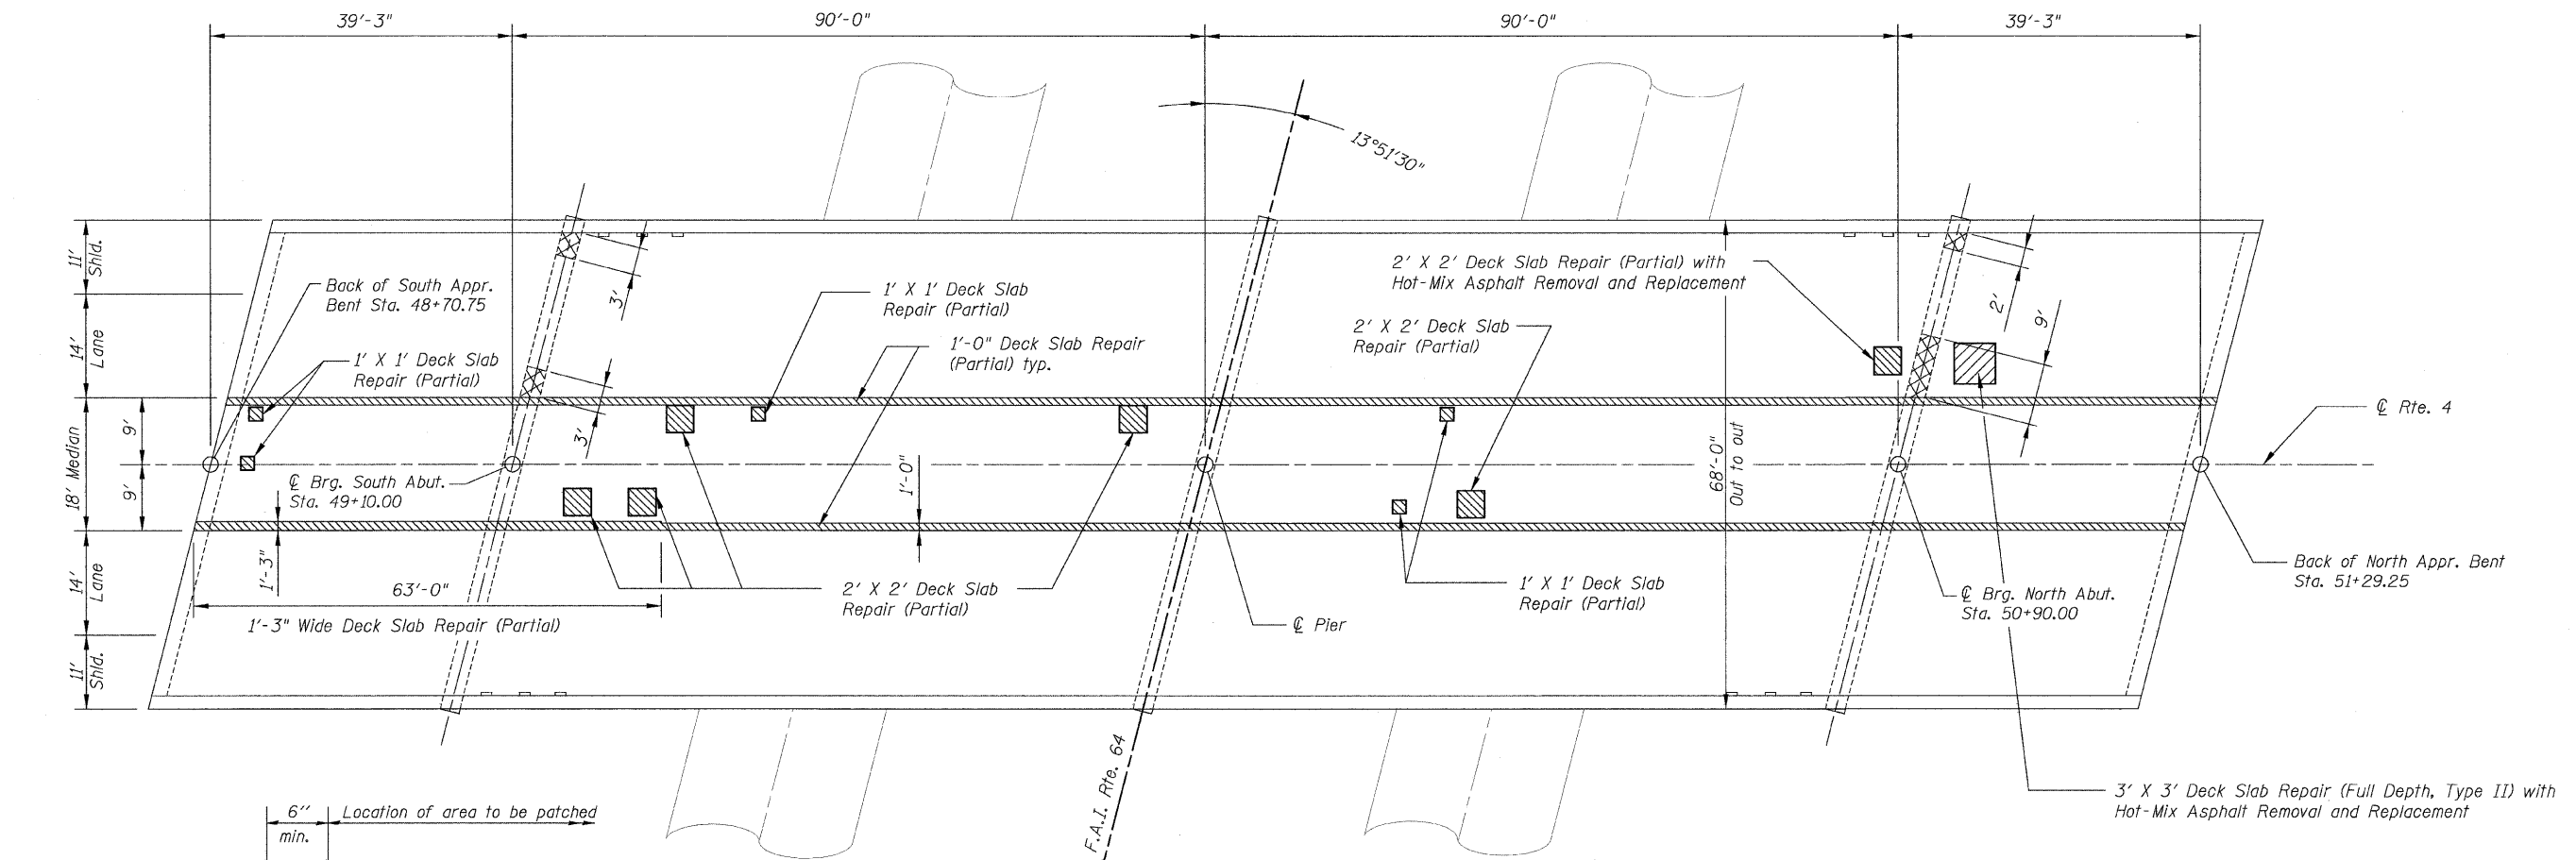 39'-3"
90'-0"
90'-0"
39'-3"
13°51'30"
11'
Shld.
14'
Lane
18' Median
9'
9'
14'
Lane
11'
Shld.
Back of South Appr.
Bent Sta. 48+70.75
1' X 1' Deck Slab
Repair (Partial)
3'
3'
1' X 1' Deck Slab
Repair (Partial)
1'-0" Deck Slab Repair
(Partial) typ.
2' X 2' Deck Slab Repair (Partial) with
Hot-Mix Asphalt Removal and Replacement
2' X 2' Deck Slab
Repair (Partial)
2'
9'
℄ Rte. 4
℄ Brg. South Abut.
Sta. 49+10.00
1'-0"
68'-0"
Out to out
1'-3"
63'-0"
1'-3" Wide Deck Slab Repair (Partial)
2' X 2' Deck Slab
Repair (Partial)
℄ Pier
1' X 1' Deck Slab
Repair (Partial)
℄ Brg. North Abut.
Sta. 50+90.00
Back of North Appr. Bent
Sta. 51+29.25
F.A.I. Rte. 64
3' X 3' Deck Slab Repair (Full Depth, Type II) with
Hot-Mix Asphalt Removal and Replacement
6"
min.
Location of area to be patched